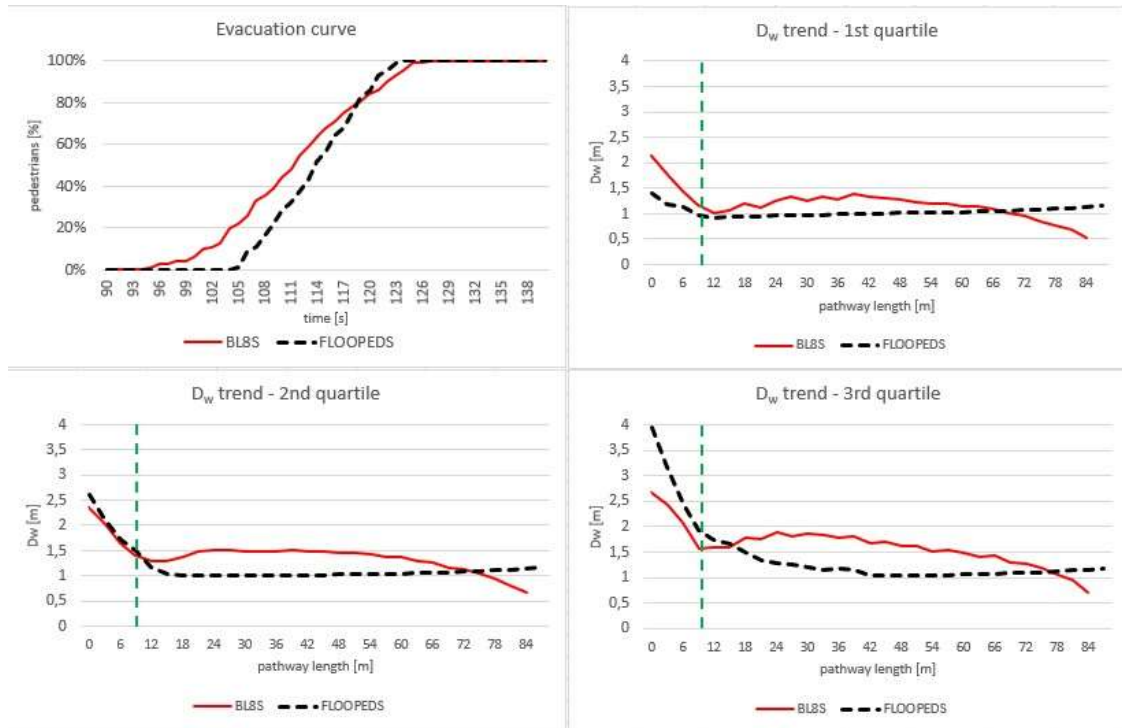 Evacuation curve
pedestrians [%]
100%
80%
60%
40%
20%
0%
90 93 96 99 102 105 108 111 114 117 120 123 126 129 132 135 138
time [s]
BL8S FLOOPEDS
Dw trend - 1st quartile
Dw [m]
4
3,5
3
2,5
2
1,5
1
0,5
0
0 6 12 18 24 30 36 42 48 54 60 66 72 78 84
pathway length [m]
BL8S FLOOPEDS
Dw trend - 2nd quartile
Dw [m]
4
3,5
3
2,5
2
1,5
1
0,5
0
0 6 12 18 24 30 36 42 48 54 60 66 72 78 84
pathway length [m]
BL8S FLOOPEDS
Dw trend - 3rd quartile
Dw [m]
4
3,5
3
2,5
2
1,5
1
0,5
0
0 6 12 18 24 30 36 42 48 54 60 66 72 78 84
pathway length [m]
BL8S FLOOPEDS